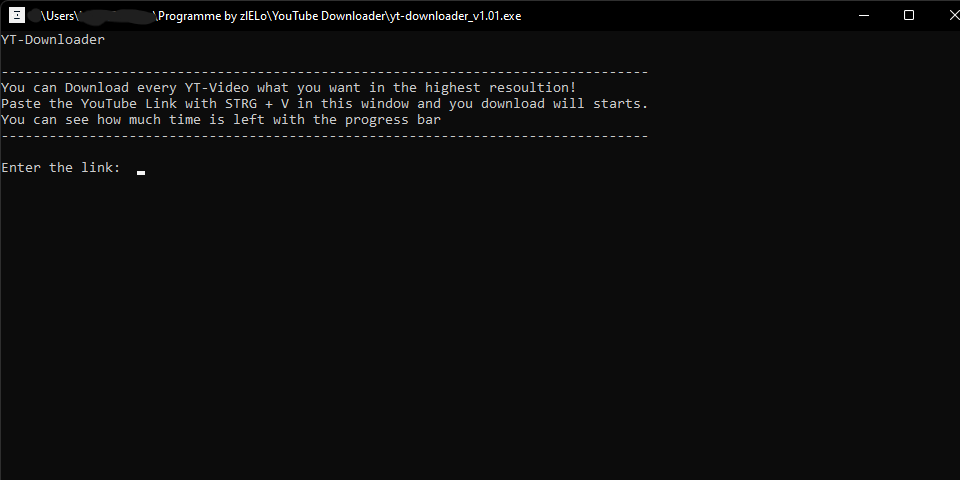 \Users\ \Programme by zIELo\YouTube Downloader\yt-downloader_v1.01.exe
YT-Downloader
---------------------------------------------------------------------------------
You can Download every YT-Video what you want in the highest resoultion!
Paste the YouTube Link with STRG + V in this window and you download will starts.
You can see how much time is left with the progress bar
---------------------------------------------------------------------------------
Enter the link: